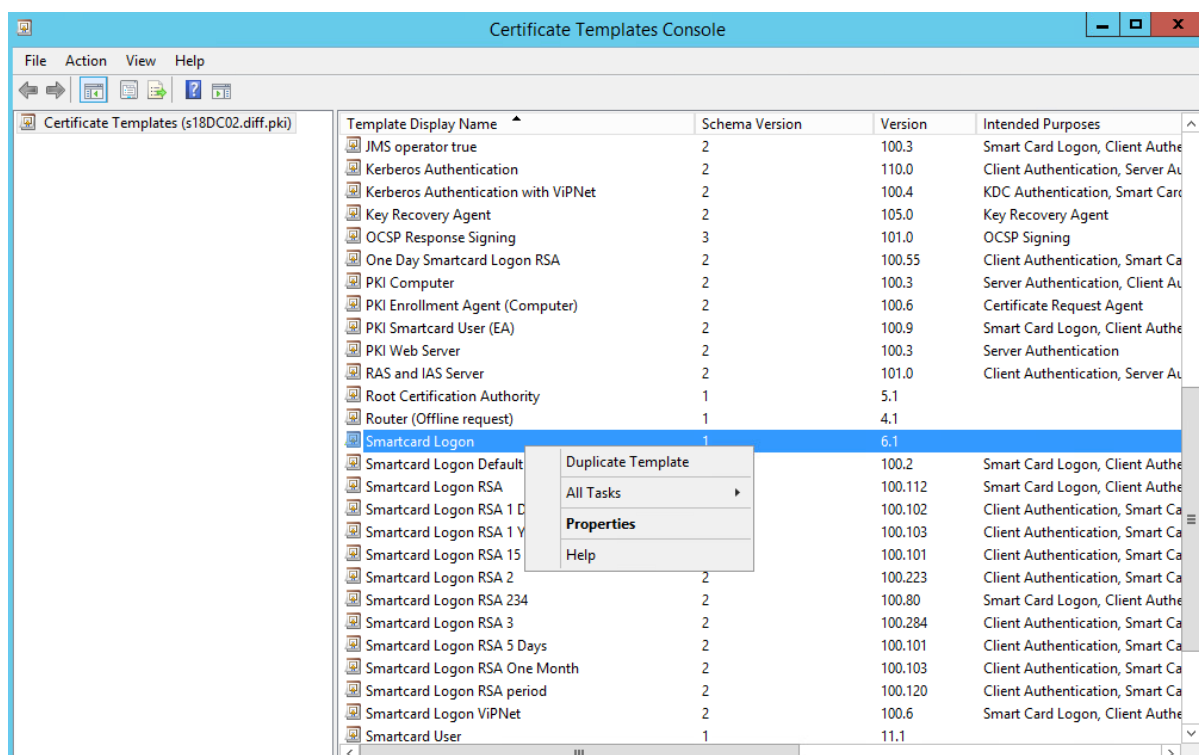 Certificate Templates Console
File Action View Help
Certificate Templates (s18DC02.diff.pki)
Template Display Name Schema Version Version Intended Purposes
JMS operator true 2 100.3 Smart Card Logon, Client Authe
Kerberos Authentication 2 110.0 Client Authentication, Server Au
Kerberos Authentication with ViPNet 2 100.4 KDC Authentication, Smart Card
Key Recovery Agent 2 105.0 Key Recovery Agent
OCSP Response Signing 3 101.0 OCSP Signing
One Day Smartcard Logon RSA 2 100.55 Client Authentication, Smart Ca
PKI Computer 2 100.3 Server Authentication, Client Au
PKI Enrollment Agent (Computer) 2 100.6 Certificate Request Agent
PKI Smartcard User (EA) 2 100.9 Smart Card Logon, Client Authe
PKI Web Server 2 100.3 Server Authentication
RAS and IAS Server 2 101.0 Client Authentication, Server Au
Root Certification Authority 1 5.1
Router (Offline request) 1 4.1
Smartcard Logon 1 6.1
Smartcard Logon Default 100.2 Smart Card Logon, Client Authe
Smartcard Logon RSA 100.112 Smart Card Logon, Client Authe
Smartcard Logon RSA 1 D 100.102 Client Authentication, Smart Ca
Smartcard Logon RSA 1 Y 100.103 Client Authentication, Smart Ca
Smartcard Logon RSA 15 100.101 Client Authentication, Smart Ca
Smartcard Logon RSA 2 2 100.223 Client Authentication, Smart Ca
Smartcard Logon RSA 234 2 100.80 Smart Card Logon, Client Authe
Smartcard Logon RSA 3 2 100.284 Client Authentication, Smart Ca
Smartcard Logon RSA 5 Days 2 100.101 Client Authentication, Smart Ca
Smartcard Logon RSA One Month 2 100.103 Client Authentication, Smart Ca
Smartcard Logon RSA period 2 100.120 Client Authentication, Smart Ca
Smartcard Logon ViPNet 2 100.6 Smart Card Logon, Client Authe
Smartcard User 1 11.1
Duplicate Template
All Tasks
Properties
Help